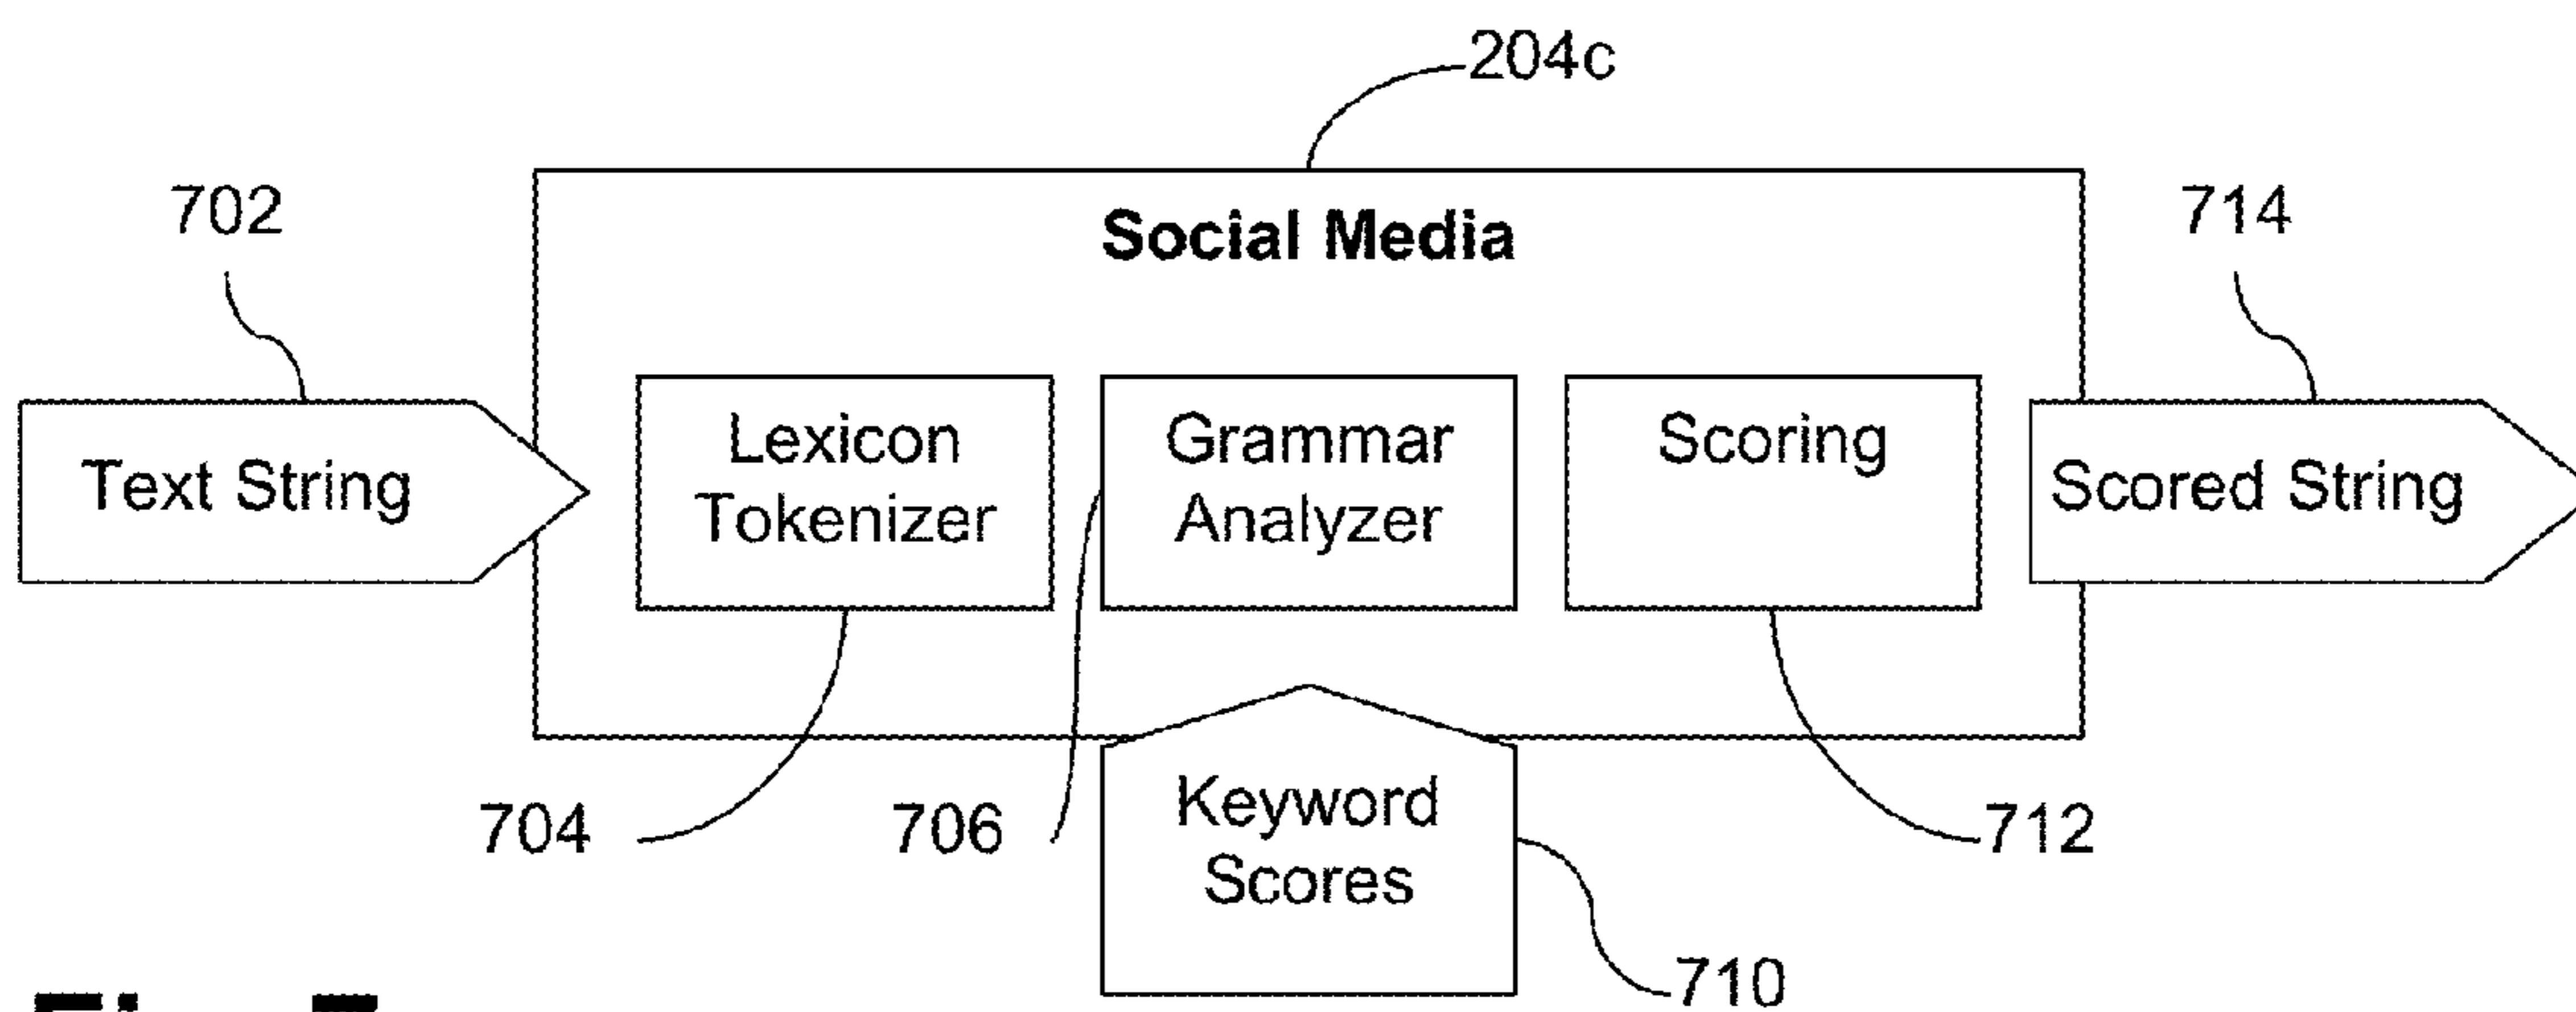 204c
702
Social Media
714
Text String
Lexicon
Tokenizer
Grammar
Analyzer
Scoring
Scored String
704
706
Keyword
Scores
712
710